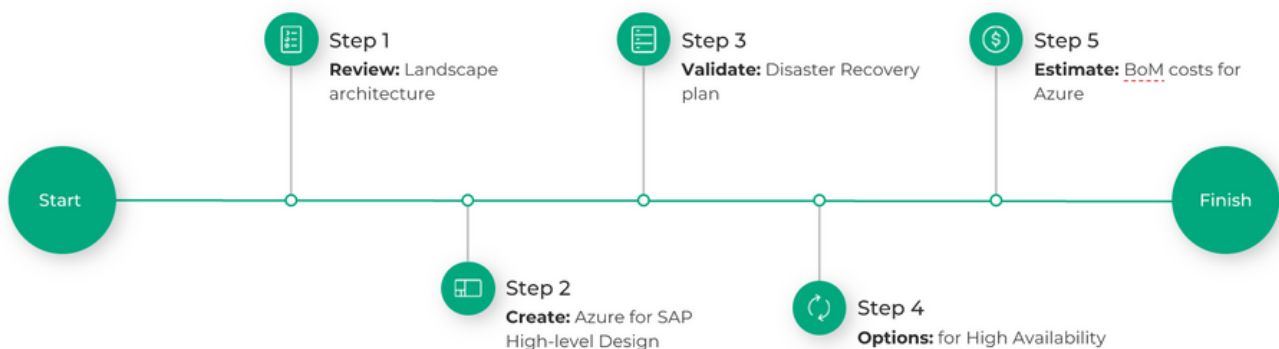 Start
Step 1
Review: Landscape
architecture
Step 2
Create: Azure for SAP
High-level Design
Step 3
Validate: Disaster Recovery
plan
Step 4
Options: for High Availability
Step 5
Estimate: BoM costs for
Azure
Finish